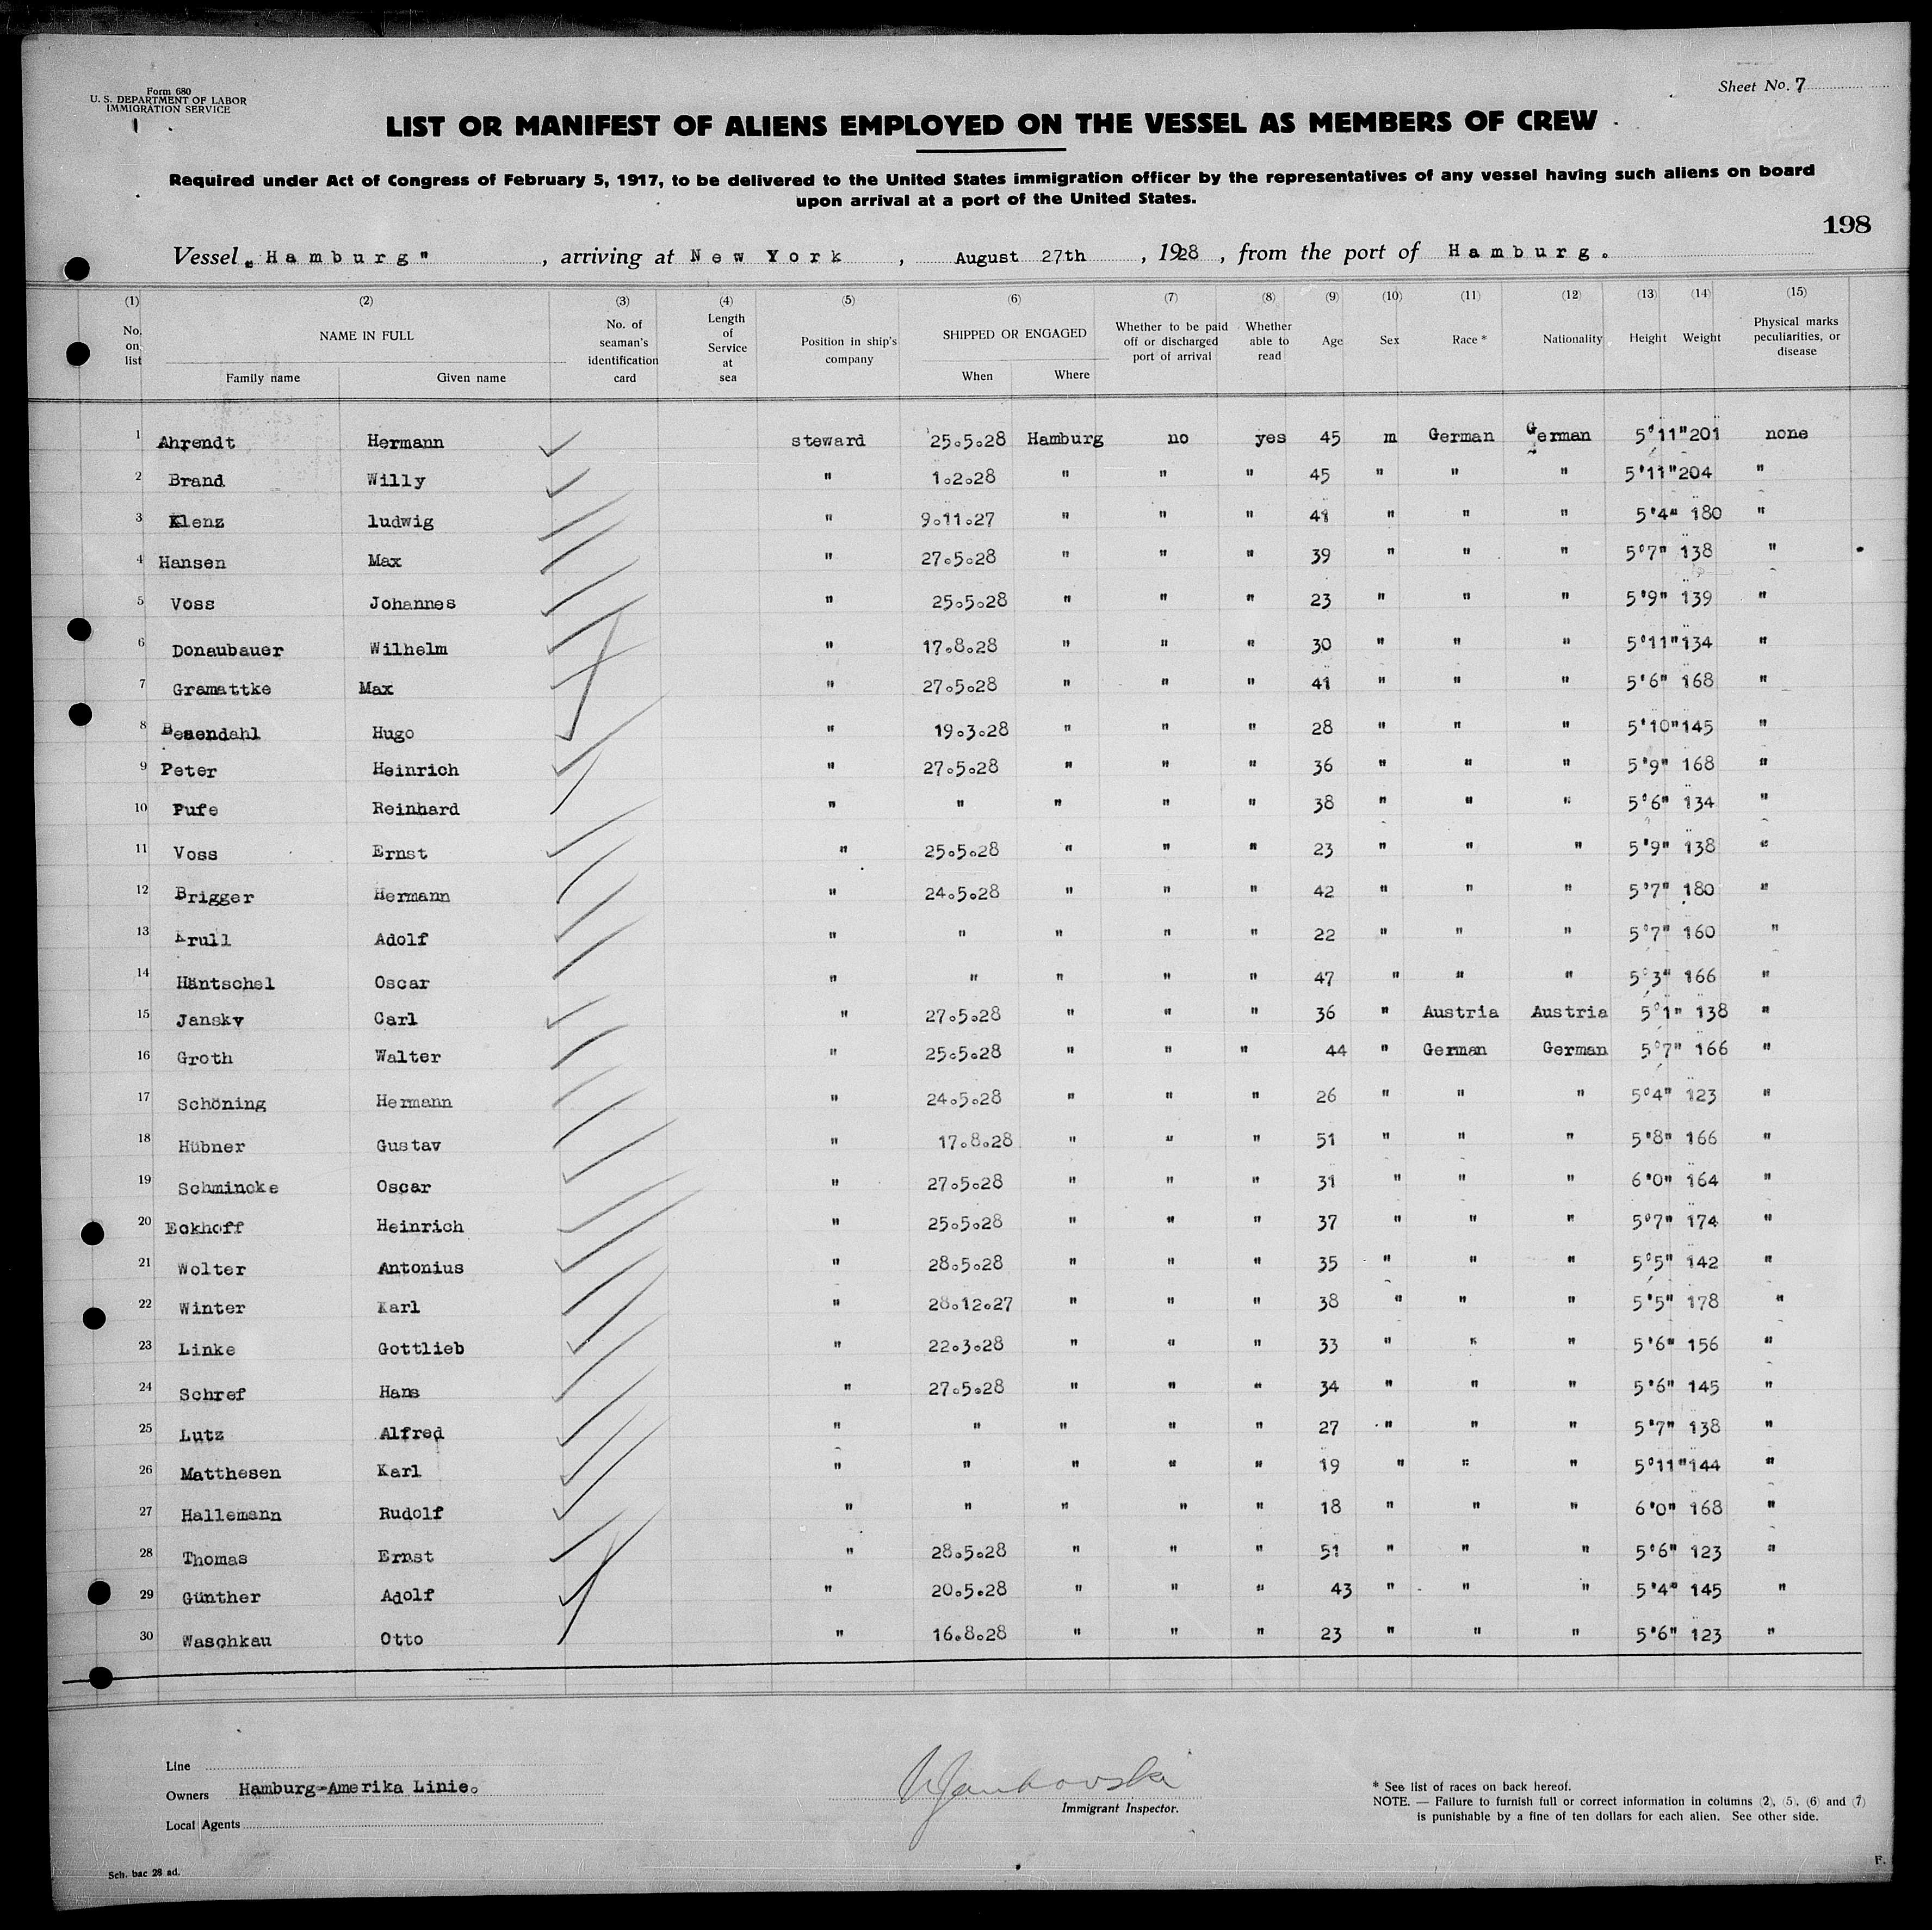 Form 680
U. S. DEPARTMENT OF LABOR
IMMIGRATION SERVICE
Sheet No. 7
LIST OR MANIFEST OF ALIENS EMPLOYED ON THE VESSEL AS MEMBERS OF CREW
Required under Act of Congress of February 5, 1917, to be delivered to the United States immigration officer by the representatives of any vessel having such aliens on board
upon arrival at a port of the United States.
198
Vessel „Hamburg" , arriving at New York , August 27th , 1928 , from the port of Hamburg.
(1) (2) (3) (4) (5) (6) (7) (8) (9) (10) (11) (12) (13) (14) (15)
No. on list NAME IN FULL Family name Given name No. of seaman's identification card Length of Service at sea Position in ship's company SHIPPED OR ENGAGED When Where Whether to be paid off or discharged port of arrival Whether able to read Age Sex Race * Nationality Height Weight Physical marks peculiarities, or disease
1 Ahrendt Hermann steward 25.5.28 Hamburg no yes 45 m German German 5'11" 201 none
2 Brand Willy " 1.2.28 " " " 45 " " " 5'11" 204 "
3 Klenz ludwig " 9.11.27 " " " 41 " " " 5'4" 180 "
4 Hansen Max " 27.5.28 " " " 39 " " " 5'7" 138 "
5 Voss Johannes " 25.5.28 " " " 23 " " " 5'9" 139 "
6 Donaubauer Wilhelm " 17.8.28 " " " 30 " " " 5'11" 134 "
7 Gramattke Max " 27.5.28 " " " 41 " " " 5'6" 168 "
8 Besendahl Hugo " 19.3.28 " " " 28 " " " 5'10" 145 "
9 Peter Heinrich " 27.5.28 " " " 36 " " " 5'9" 168 "
10 Pufe Reinhard " " " " " 38 " " " 5'6" 134 "
11 Voss Ernst " 25.5.28 " " " 23 " " " 5'9" 138 "
12 Brigger Hermann " 24.5.28 " " " 42 " " " 5'7" 180 "
13 Krull Adolf " " " " " 22 " " " 5'7" 160 "
14 Häntschel Oscar " " " " " 47 " " " 5'3" 166 "
15 Jansky Carl " 27.5.28 " " " 36 " Austria Austria 5'1" 138 "
16 Groth Walter " 25.5.28 " " " 44 " German German 5'7" 166 "
17 Schöning Hermann " 24.5.28 " " " 26 " " " 5'4" 123 "
18 Hübner Gustav " 17.8.28 " " " 51 " " " 5'8" 166 "
19 Schmincke Oscar " 27.5.28 " " " 31 " " " 6'0" 164 "
20 Eckhoff Heinrich " 25.5.28 " " " 37 " " " 5'7" 174 "
21 Wolter Antonius " 28.5.28 " " " 35 " " " 5'5" 142 "
22 Winter Karl " 28.12.27 " " " 38 " " " 5'5" 178 "
23 Linke Gottlieb " 22.3.28 " " " 33 " " " 5'6" 156 "
24 Schref Hans " 27.5.28 " " " 34 " " " 5'6" 145 "
25 Lutz Alfred " " " " " 27 " " " 5'7" 138 "
26 Matthesen Karl " " " " " 19 " " " 5'11" 144 "
27 Hallemann Rudolf " " " " " 18 " " " 6'0" 168 "
28 Thomas Ernst " 28.5.28 " " " 51 " " " 5'6" 123 "
29 Günther Adolf " 20.5.28 " " " 43 " " " 5'4" 145 "
30 Waschkau Otto " 16.8.28 " " " 23 " " " 5'6" 123 "
Line
Owners Hamburg-Amerika Linie.
Local Agents
Immigrant Inspector.
* See list of races on back hereof.
NOTE. — Failure to furnish full or correct information in columns (2), (5), (6) and (7)
is punishable by a fine of ten dollars for each alien. See other side.
Sch. bac 28 ad.
F.